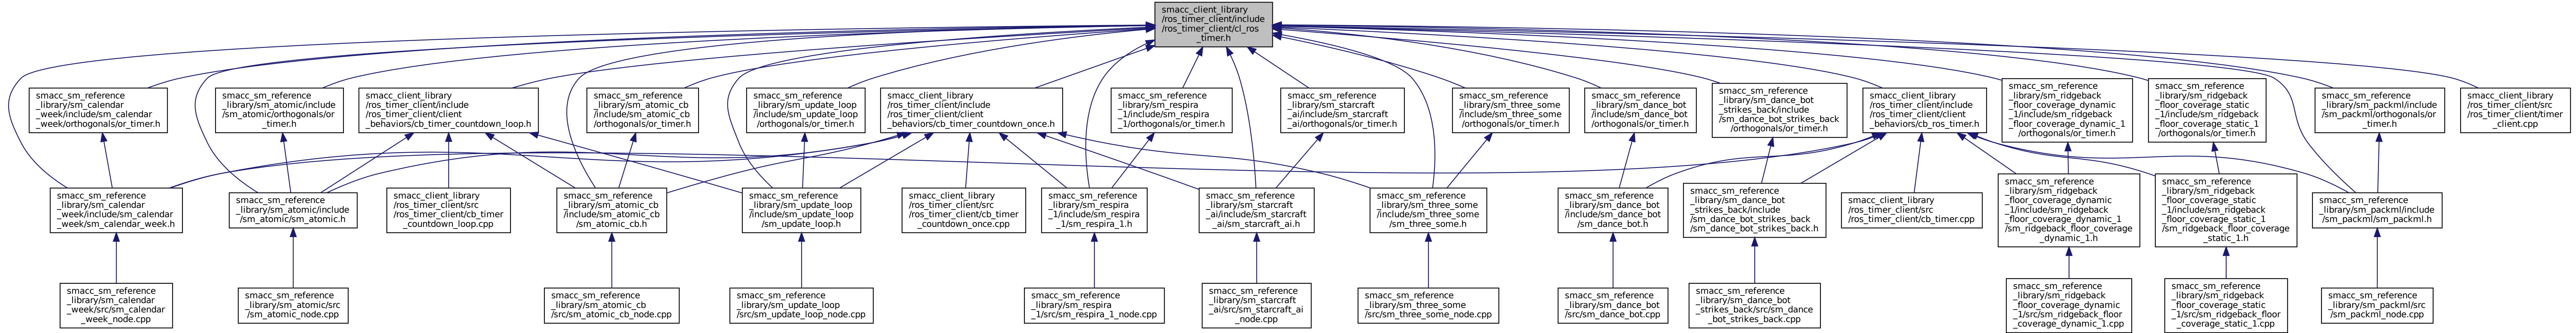 smacc_client_library
/ros_timer_client/include
/ros_timer_client/cl_ros
_timer.h
smacc_sm_reference
_library/sm_calendar
_week/include/sm_calendar
_week/orthogonals/or_timer.h
smacc_sm_reference
_library/sm_atomic/include
/sm_atomic/orthogonals/or
_timer.h
smacc_client_library
/ros_timer_client/include
/ros_timer_client/client
_behaviors/cb_timer_countdown_loop.h
smacc_sm_reference
_library/sm_atomic_cb
/include/sm_atomic_cb
/orthogonals/or_timer.h
smacc_sm_reference
_library/sm_update_loop
/include/sm_update_loop
/orthogonals/or_timer.h
smacc_client_library
/ros_timer_client/include
/ros_timer_client/client
_behaviors/cb_timer_countdown_once.h
smacc_sm_reference
_library/sm_respira
_1/include/sm_respira
_1/orthogonals/or_timer.h
smacc_sm_reference
_library/sm_starcraft
_ai/include/sm_starcraft
_ai/orthogonals/or_timer.h
smacc_sm_reference
_library/sm_three_some
/include/sm_three_some
/orthogonals/or_timer.h
smacc_sm_reference
_library/sm_dance_bot
/include/sm_dance_bot
/orthogonals/or_timer.h
smacc_sm_reference
_library/sm_dance_bot
_strikes_back/include
/sm_dance_bot_strikes_back
/orthogonals/or_timer.h
smacc_client_library
/ros_timer_client/include
/ros_timer_client/client
_behaviors/cb_ros_timer.h
smacc_sm_reference
_library/sm_ridgeback
_floor_coverage_dynamic
_1/include/sm_ridgeback
_floor_coverage_dynamic_1
/orthogonals/or_timer.h
smacc_sm_reference
_library/sm_ridgeback
_floor_coverage_static
_1/include/sm_ridgeback
_floor_coverage_static_1
/orthogonals/or_timer.h
smacc_sm_reference
_library/sm_packml/include
/sm_packml/orthogonals/or
_timer.h
smacc_client_library
/ros_timer_client/src
/ros_timer_client/timer
_client.cpp
smacc_sm_reference
_library/sm_calendar
_week/include/sm_calendar
_week/sm_calendar_week.h
smacc_sm_reference
_library/sm_atomic/include
/sm_atomic/sm_atomic.h
smacc_client_library
/ros_timer_client/src
/ros_timer_client/cb_timer
_countdown_loop.cpp
smacc_sm_reference
_library/sm_atomic_cb
/include/sm_atomic_cb
/sm_atomic_cb.h
smacc_sm_reference
_library/sm_update_loop
/include/sm_update_loop
/sm_update_loop.h
smacc_client_library
/ros_timer_client/src
/ros_timer_client/cb_timer
_countdown_once.cpp
smacc_sm_reference
_library/sm_respira
_1/include/sm_respira
_1/sm_respira_1.h
smacc_sm_reference
_library/sm_starcraft
_ai/include/sm_starcraft
_ai/sm_starcraft_ai.h
smacc_sm_reference
_library/sm_three_some
/include/sm_three_some
/sm_three_some.h
smacc_sm_reference
_library/sm_dance_bot
/include/sm_dance_bot
/sm_dance_bot.h
smacc_sm_reference
_library/sm_dance_bot
_strikes_back/include
/sm_dance_bot_strikes_back
/sm_dance_bot_strikes_back.h
smacc_client_library
/ros_timer_client/src
/ros_timer_client/cb_timer.cpp
smacc_sm_reference
_library/sm_ridgeback
_floor_coverage_dynamic
_1/include/sm_ridgeback
_floor_coverage_dynamic_1
/sm_ridgeback_floor_coverage
_dynamic_1.h
smacc_sm_reference
_library/sm_ridgeback
_floor_coverage_static
_1/include/sm_ridgeback
_floor_coverage_static_1
/sm_ridgeback_floor_coverage
_static_1.h
smacc_sm_reference
_library/sm_packml/include
/sm_packml/sm_packml.h
smacc_sm_reference
_library/sm_calendar
_week/src/sm_calendar
_week_node.cpp
smacc_sm_reference
_library/sm_atomic/src
/sm_atomic_node.cpp
smacc_sm_reference
_library/sm_atomic_cb
/src/sm_atomic_cb_node.cpp
smacc_sm_reference
_library/sm_update_loop
/src/sm_update_loop_node.cpp
smacc_sm_reference
_library/sm_respira
_1/src/sm_respira_1_node.cpp
smacc_sm_reference
_library/sm_starcraft
_ai/src/sm_starcraft_ai
_node.cpp
smacc_sm_reference
_library/sm_three_some
/src/sm_three_some_node.cpp
smacc_sm_reference
_library/sm_dance_bot
/src/sm_dance_bot.cpp
smacc_sm_reference
_library/sm_dance_bot
_strikes_back/src/sm_dance
_bot_strikes_back.cpp
smacc_sm_reference
_library/sm_ridgeback
_floor_coverage_dynamic
_1/src/sm_ridgeback_floor
_coverage_dynamic_1.cpp
smacc_sm_reference
_library/sm_ridgeback
_floor_coverage_static
_1/src/sm_ridgeback_floor
_coverage_static_1.cpp
smacc_sm_reference
_library/sm_packml/src
/sm_packml_node.cpp